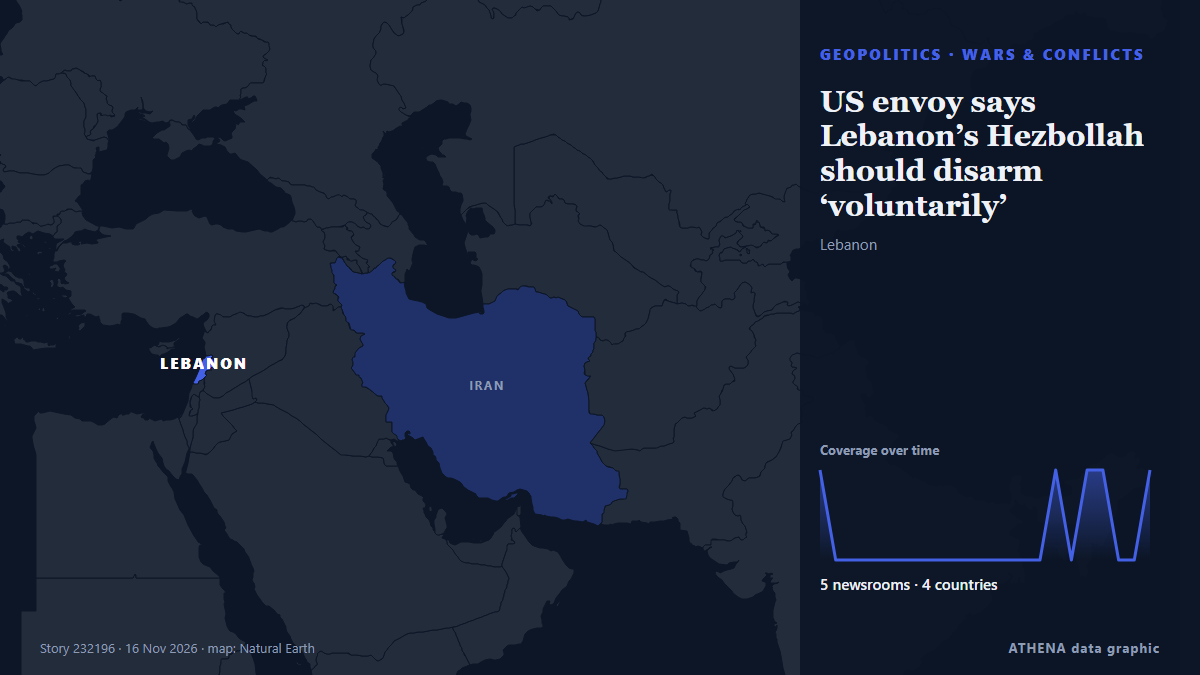 GEOPOLITICS · WARS & CONFLICTS
US envoy says
Lebanon’s Hezbollah
should disarm
‘voluntarily’
Lebanon
LEBANON
IRAN
Coverage over time
5 newsrooms · 4 countries
Story 232196 · 16 Nov 2026 · map: Natural Earth
ATHENA data graphic